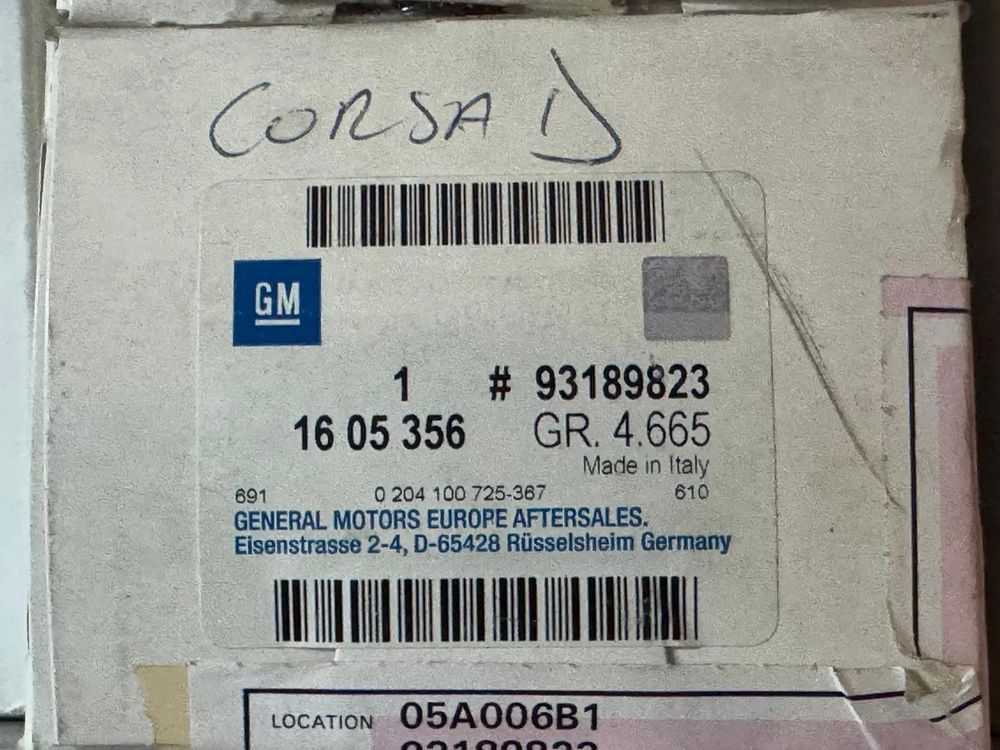 CORSA D
GM
1 # 93189823
16 05 356 GR. 4.665
Made in Italy
691 0 204 100 725-367 610
GENERAL MOTORS EUROPE AFTERSALES.
Eisenstrasse 2-4, D-65428 Rüsselsheim Germany
LOCATION 05A006B1
93189823